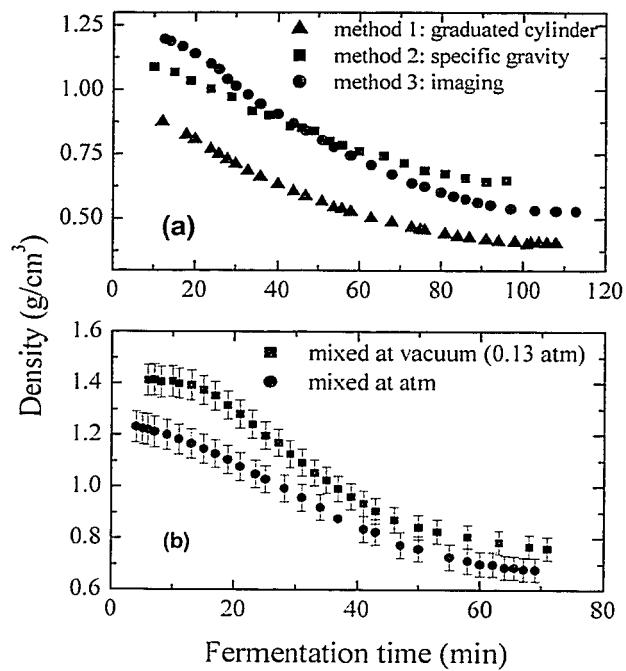 1.25
1.00
0.75
0.50
method 1: graduated cylinder
method 2: specific gravity
method 3: imaging
(a)
0 20 40 60 80 100 120
Density (g/cm³)
1.6
1.4
1.2
1.0
0.8
0.6
mixed at vacuum (0.13 atm)
mixed at atm
(b)
0 20 40 60 80
Fermentation time (min)